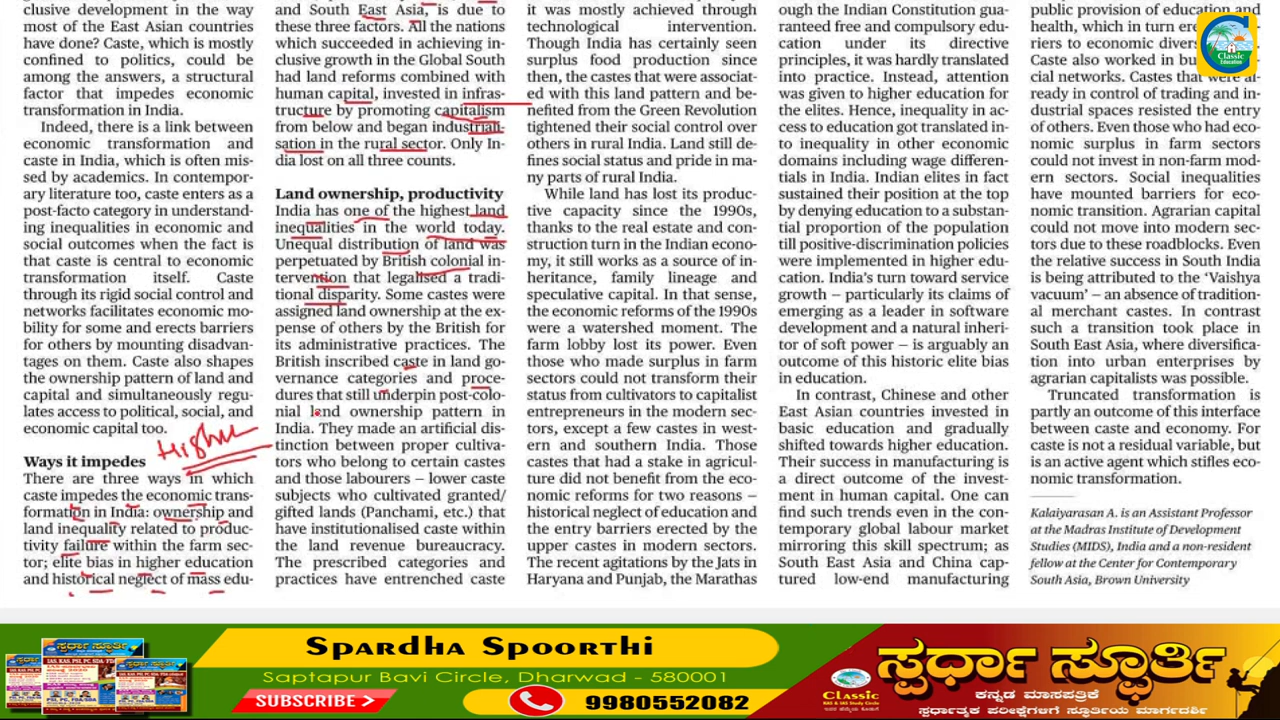 clusive development in the way
most of the East Asian countries
have done? Caste, which is mostly
confined to politics, could be
among the answers, a structural
factor that impedes economic
transformation in India.
Indeed, there is a link between
economic transformation and
caste in India, which is often mis-
sed by academics. In contempor-
ary literature too, caste enters as a
post-facto category in understand-
ing inequalities in economic and
social outcomes when the fact is
that caste is central to economic
transformation itself. Caste
through its rigid social control and
networks facilitates economic mo-
bility for some and erects barriers
for others by mounting disadvan-
tages on them. Caste also shapes
the ownership pattern of land and
capital and simultaneously regu-
lates access to political, social, and
economic capital too.
Higher
Ways it impedes
There are three ways in which
caste impedes the economic trans-
formation in India: ownership and
land inequality related to produc-
tivity failure within the farm sec-
tor; elite bias in higher education
and historical neglect of mass edu-
and South East Asia, is due to
these three factors. All the nations
which succeeded in achieving in-
clusive growth in the Global South
had land reforms combined with
human capital, invested in infras-
tructure by promoting capitalism
from below and began industrial-
sation in the rural sector. Only In-
dia lost on all three counts.
Land ownership, productivity
India has one of the highest land
inequalities in the world today.
Unequal distribution of land was
perpetuated by British colonial in-
tervention that legalised a tradi-
tional disparity. Some castes were
assigned land ownership at the ex-
pense of others by the British for
its administrative practices. The
British inscribed caste in land go-
vernance categories and proce-
dures that still underpin post-colo-
nial land ownership pattern in
India. They made an artificial dis-
tinction between proper cultiva-
tors who belong to certain castes
and those labourers – lower caste
subjects who cultivated granted/
gifted lands (Panchami, etc.) that
have institutionalised caste within
the land revenue bureaucracy.
The prescribed categories and
practices have entrenched caste
it was mostly achieved through
technological intervention.
Though India has certainly seen
surplus food production since
then, the castes that were associat-
ed with this land pattern and be-
nefited from the Green Revolution
tightened their social control over
others in rural India. Land still de-
fines social status and pride in ma-
ny parts of rural India.
While land has lost its produc-
tive capacity since the 1990s,
thanks to the real estate and con-
struction turn in the Indian econo-
my, it still works as a source of in-
heritance, family lineage and
speculative capital. In that sense,
the economic reforms of the 1990s
were a watershed moment. The
farm lobby lost its power. Even
those who made surplus in farm
sectors could not transform their
status from cultivators to capitalist
entrepreneurs in the modern sec-
tors, except a few castes in west-
ern and southern India. Those
castes that had a stake in agricul-
ture did not benefit from the eco-
nomic reforms for two reasons –
historical neglect of education and
the entry barriers erected by the
upper castes in modern sectors.
The recent agitations by the Jats in
Haryana and Punjab, the Marathas
ough the Indian Constitution gua-
ranteed free and compulsory edu-
cation under its directive
principles, it was hardly translated
into practice. Instead, attention
was given to higher education for
the elites. Hence, inequality in ac-
cess to education got translated in-
to inequality in other economic
domains including wage differen-
tials in India. Indian elites in fact
sustained their position at the top
by denying education to a substan-
tial proportion of the population
till positive-discrimination policies
were implemented in higher edu-
cation. India's turn toward service
growth – particularly its claims of
emerging as a leader in software
development and a natural inheri-
tor of soft power – is arguably an
outcome of this historic elite bias
in education.
In contrast, Chinese and other
East Asian countries invested in
basic education and gradually
shifted towards higher education.
Their success in manufacturing is
a direct outcome of the invest-
ment in human capital. One can
find such trends even in the con-
temporary global labour market
mirroring this skill spectrum; as
South East Asia and China cap-
tured low-end manufacturing
public provision of education and
health, which in turn
riers to economic
Caste also worked in
cial networks. Castes that were al-
ready in control of trading and in-
dustrial spaces resisted the entry
of others. Even those who had eco-
nomic surplus in farm sectors
could not invest in non-farm mod-
ern sectors. Social inequalities
have mounted barriers for eco-
nomic transition. Agrarian capital
could not move into modern sec-
tors due to these roadblocks. Even
the relative success in South India
is being attributed to the 'Vaishya
vacuum' – an absence of tradition-
al merchant castes. In contrast
such a transition took place in
South East Asia, where diversifica-
tion into urban enterprises by
agrarian capitalists was possible.
Truncated transformation is
partly an outcome of this interface
between caste and economy. For
caste is not a residual variable, but
is an active agent which stifles eco-
nomic transformation.
Kalaiyarasan A. is an Assistant Professor
at the Madras Institute of Development
Studies (MIDS), India and a non-resident
fellow at the Center for Contemporary
South Asia, Brown University
Classic
Education
Spardha Spoorthi
Saptapur Bavi Circle, Dharwad - 580001
SUBSCRIBE
9980552082
Classic
KAS & IAS Study Circle
ಸ್ಪರ್ಧಾ ಸ್ಫೂರ್ತಿ
ಕನ್ನಡ ಮಾಸಪತ್ರಿಕೆ
ಸ್ಪರ್ಧಾತ್ಮಕ ಪರೀಕ್ಷೆಗಳಿಗೆ ಸ್ಫೂರ್ತಿಯ ಮಾರ್ಗದರ್ಶಿ